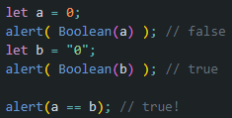 let a = 0;
alert( Boolean(a) ); // false
let b = "0";
alert( Boolean(b) ); // true
alert(a == b); // true!